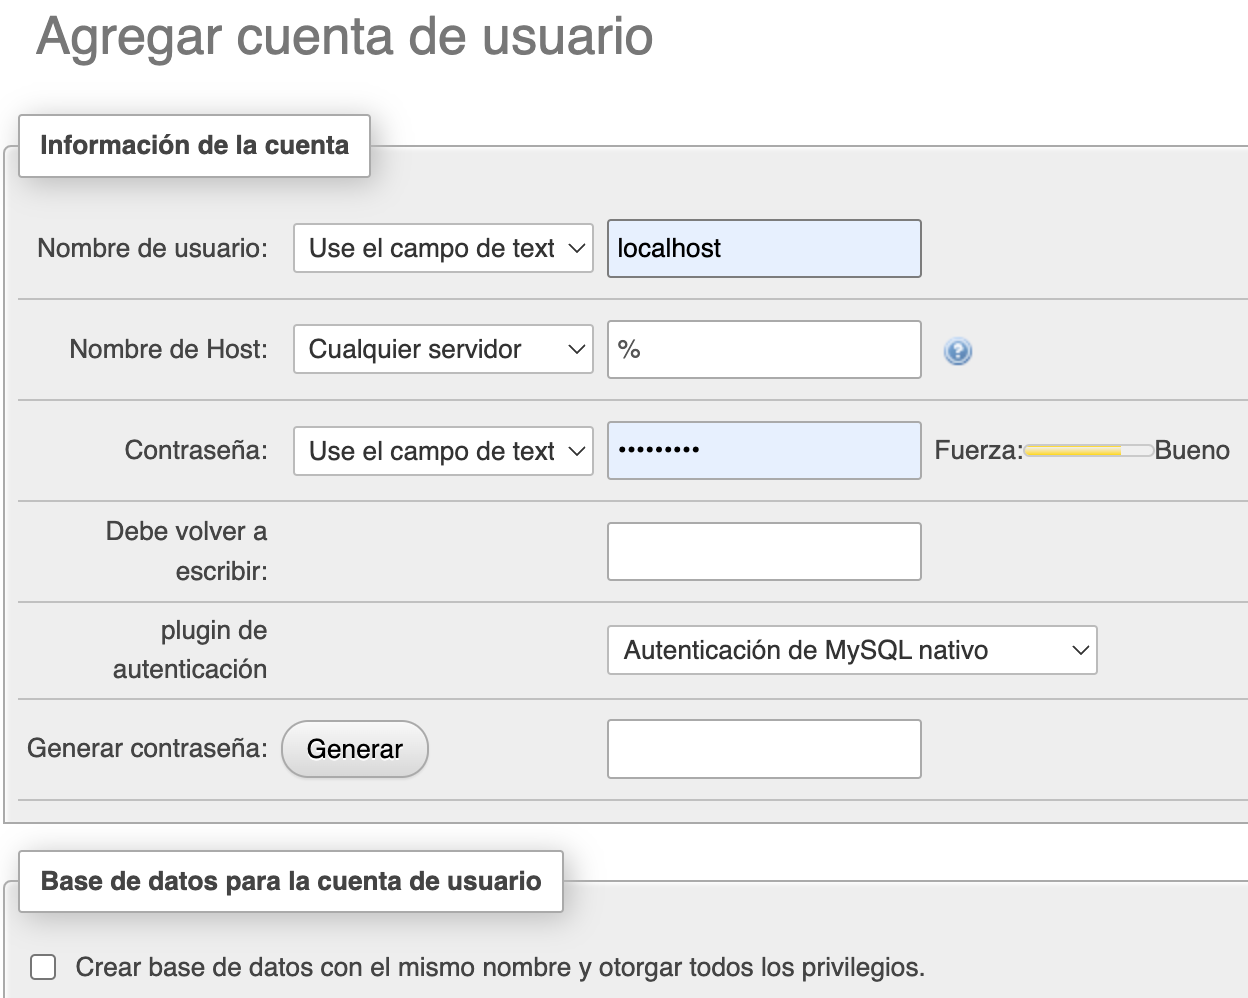 Agregar cuenta de usuario
Información de la cuenta
Nombre de usuario: Use el campo de text localhost
Nombre de Host: Cualquier servidor %
Contraseña: Use el campo de text ••••••••• Fuerza: Bueno
Debe volver a
escribir:
plugin de
autenticación
Autenticación de MySQL nativo
Generar contraseña: Generar
Base de datos para la cuenta de usuario
Crear base de datos con el mismo nombre y otorgar todos los privilegios.